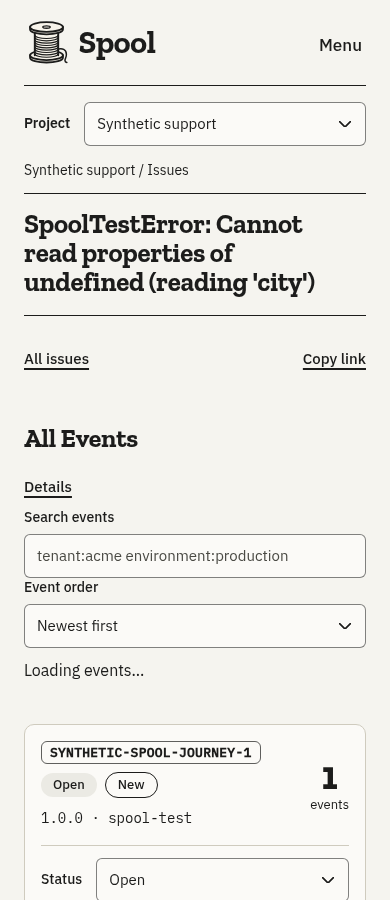 Spool
Menu
Project
Synthetic support
Synthetic support / Issues
SpoolTestError: Cannot
read properties of
undefined (reading 'city')
All issues
Copy link
All Events
Details
Search events
tenant:acme environment:production
Event order
Newest first
Loading events...
SYNTHETIC-SPOOL-JOURNEY-1
Open
New
1
events
1.0.0 · spool-test
Status
Open